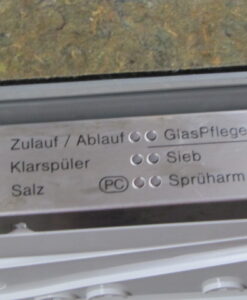 Zulauf / Ablauf GlasPflege
Klarspüler Sieb
Salz PC Sprüharm